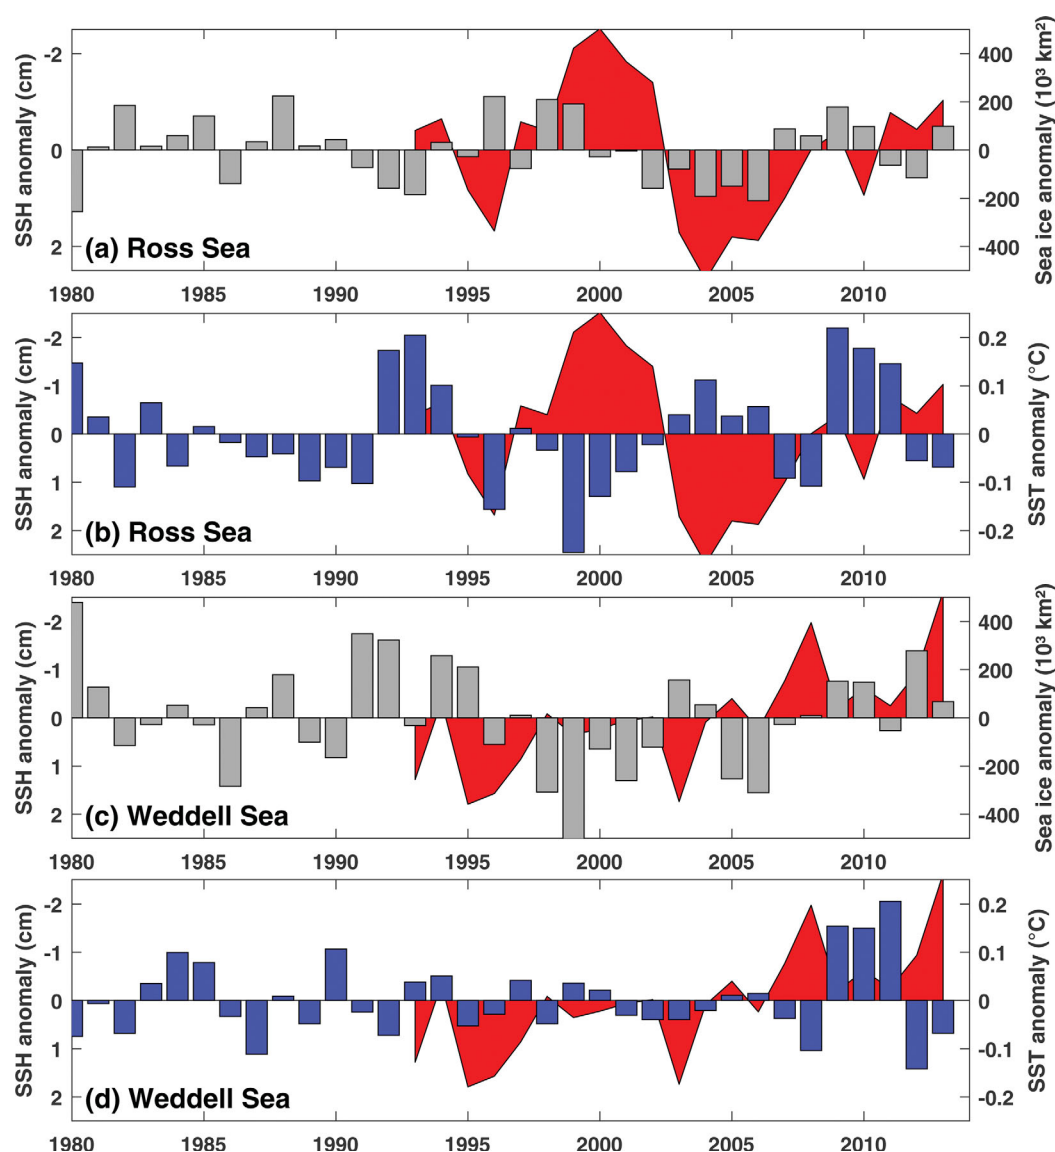 SSH anomaly (cm)
-2
0
2
(a) Ross Sea
400
200
0
-200
-400
Sea ice anomaly (10³ km²)
1980 1985 1990 1995 2000 2005 2010
SSH anomaly (cm)
-2
-1
0
1
2
(b) Ross Sea
0.2
0.1
0
-0.1
-0.2
SST anomaly (°C)
1980 1985 1990 1995 2000 2005 2010
SSH anomaly (cm)
-2
-1
0
1
2
(c) Weddell Sea
400
200
0
-200
-400
Sea ice anomaly (10³ km²)
1980 1985 1990 1995 2000 2005 2010
SSH anomaly (cm)
-2
-1
0
1
2
(d) Weddell Sea
0.2
0.1
0
-0.1
-0.2
SST anomaly (°C)
1980 1985 1990 1995 2000 2005 2010